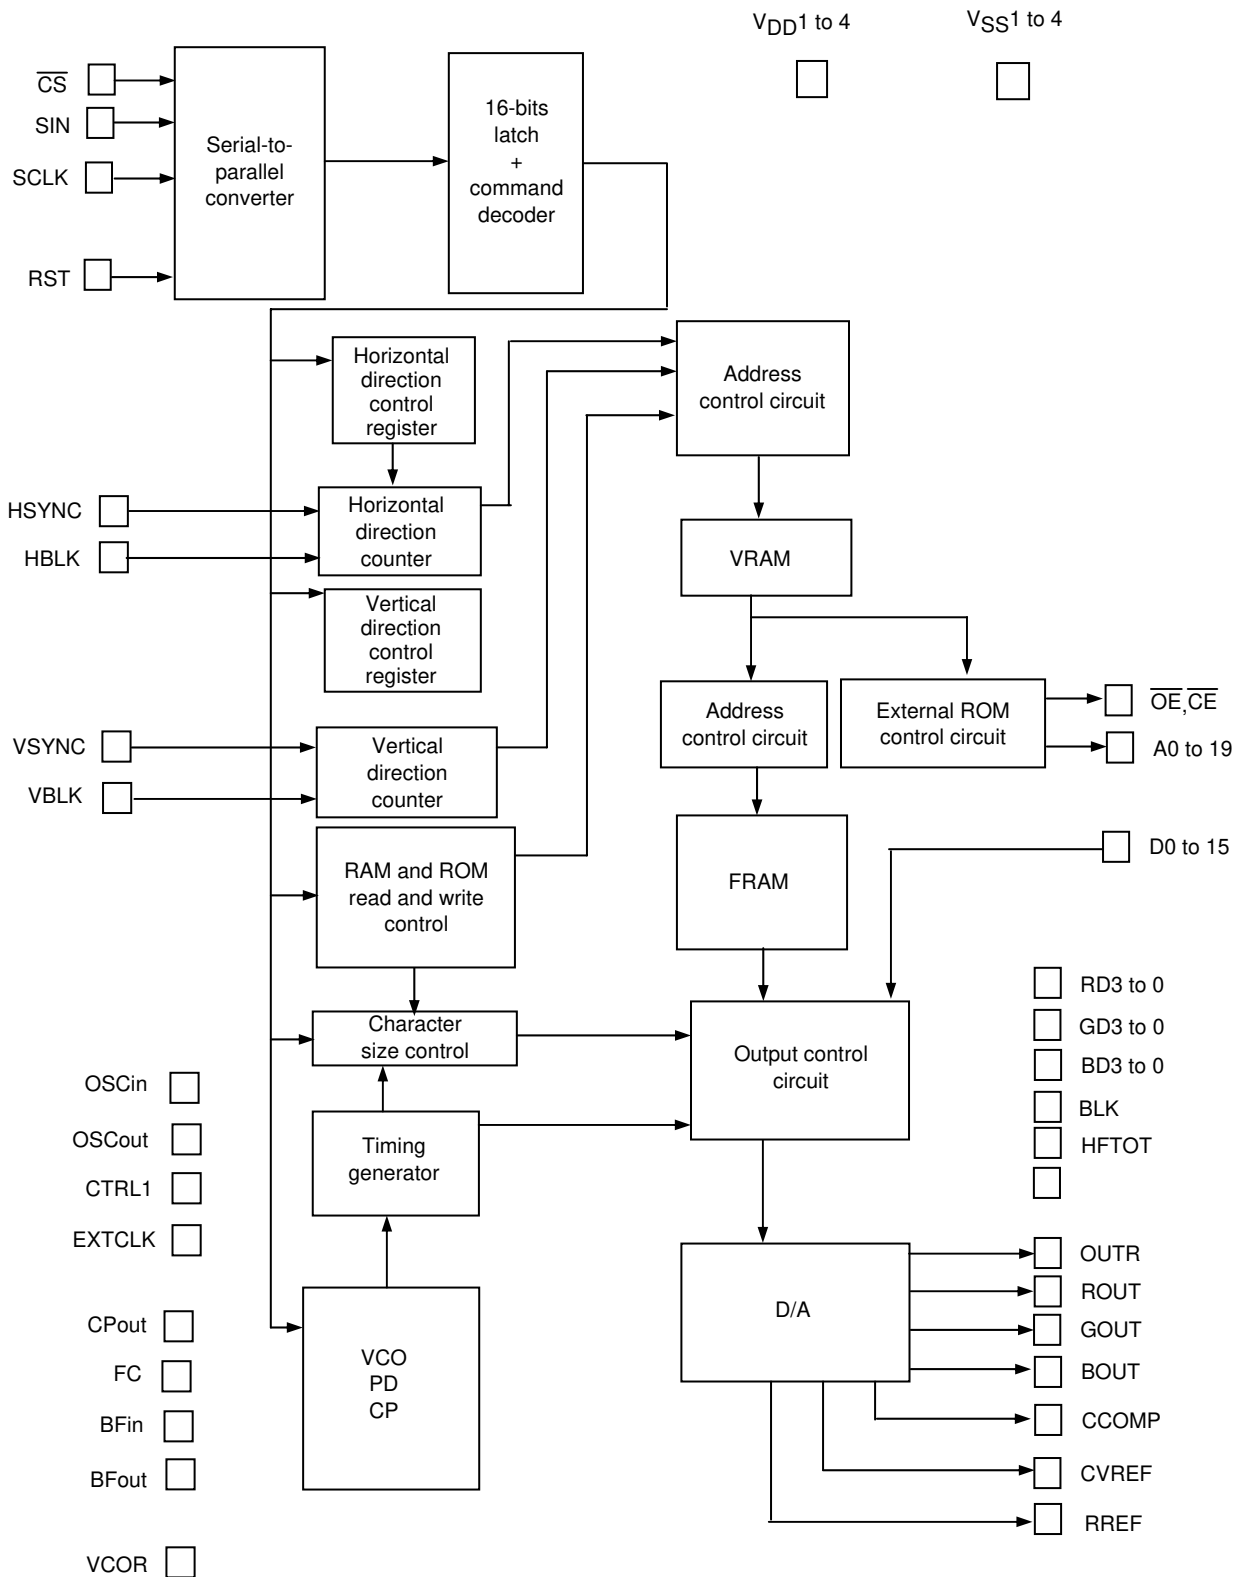 VDD1 to 4
VSS1 to 4
CS
SIN
SCLK
RST
Serial-to-
parallel
converter
16-bits
latch
+
command
decoder
Horizontal
direction
control
register
Address
control circuit
HSYNC
HBLK
Horizontal
direction
counter
VRAM
Vertical
direction
control
register
Address
control circuit
External ROM
control circuit
OE,CE
A0 to 19
VSYNC
VBLK
Vertical
direction
counter
RAM and ROM
read and write
control
FRAM
D0 to 15
Character
size control
Output control
circuit
RD3 to 0
GD3 to 0
BD3 to 0
BLK
HFTOT
OSCin
OSCout
CTRL1
EXTCLK
Timing
generator
CPout
FC
BFin
BFout
VCOR
VCO
PD
CP
D/A
OUTR
ROUT
GOUT
BOUT
CCOMP
CVREF
RREF